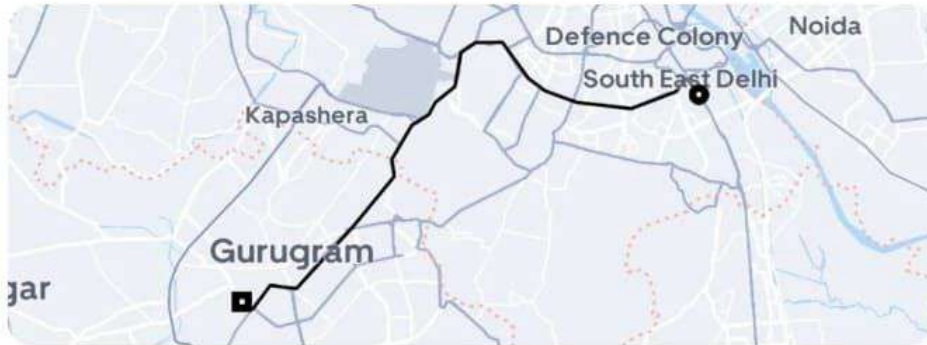 Noida
Defence Colony
South East Delhi
Kapashera
Gurugram
gar